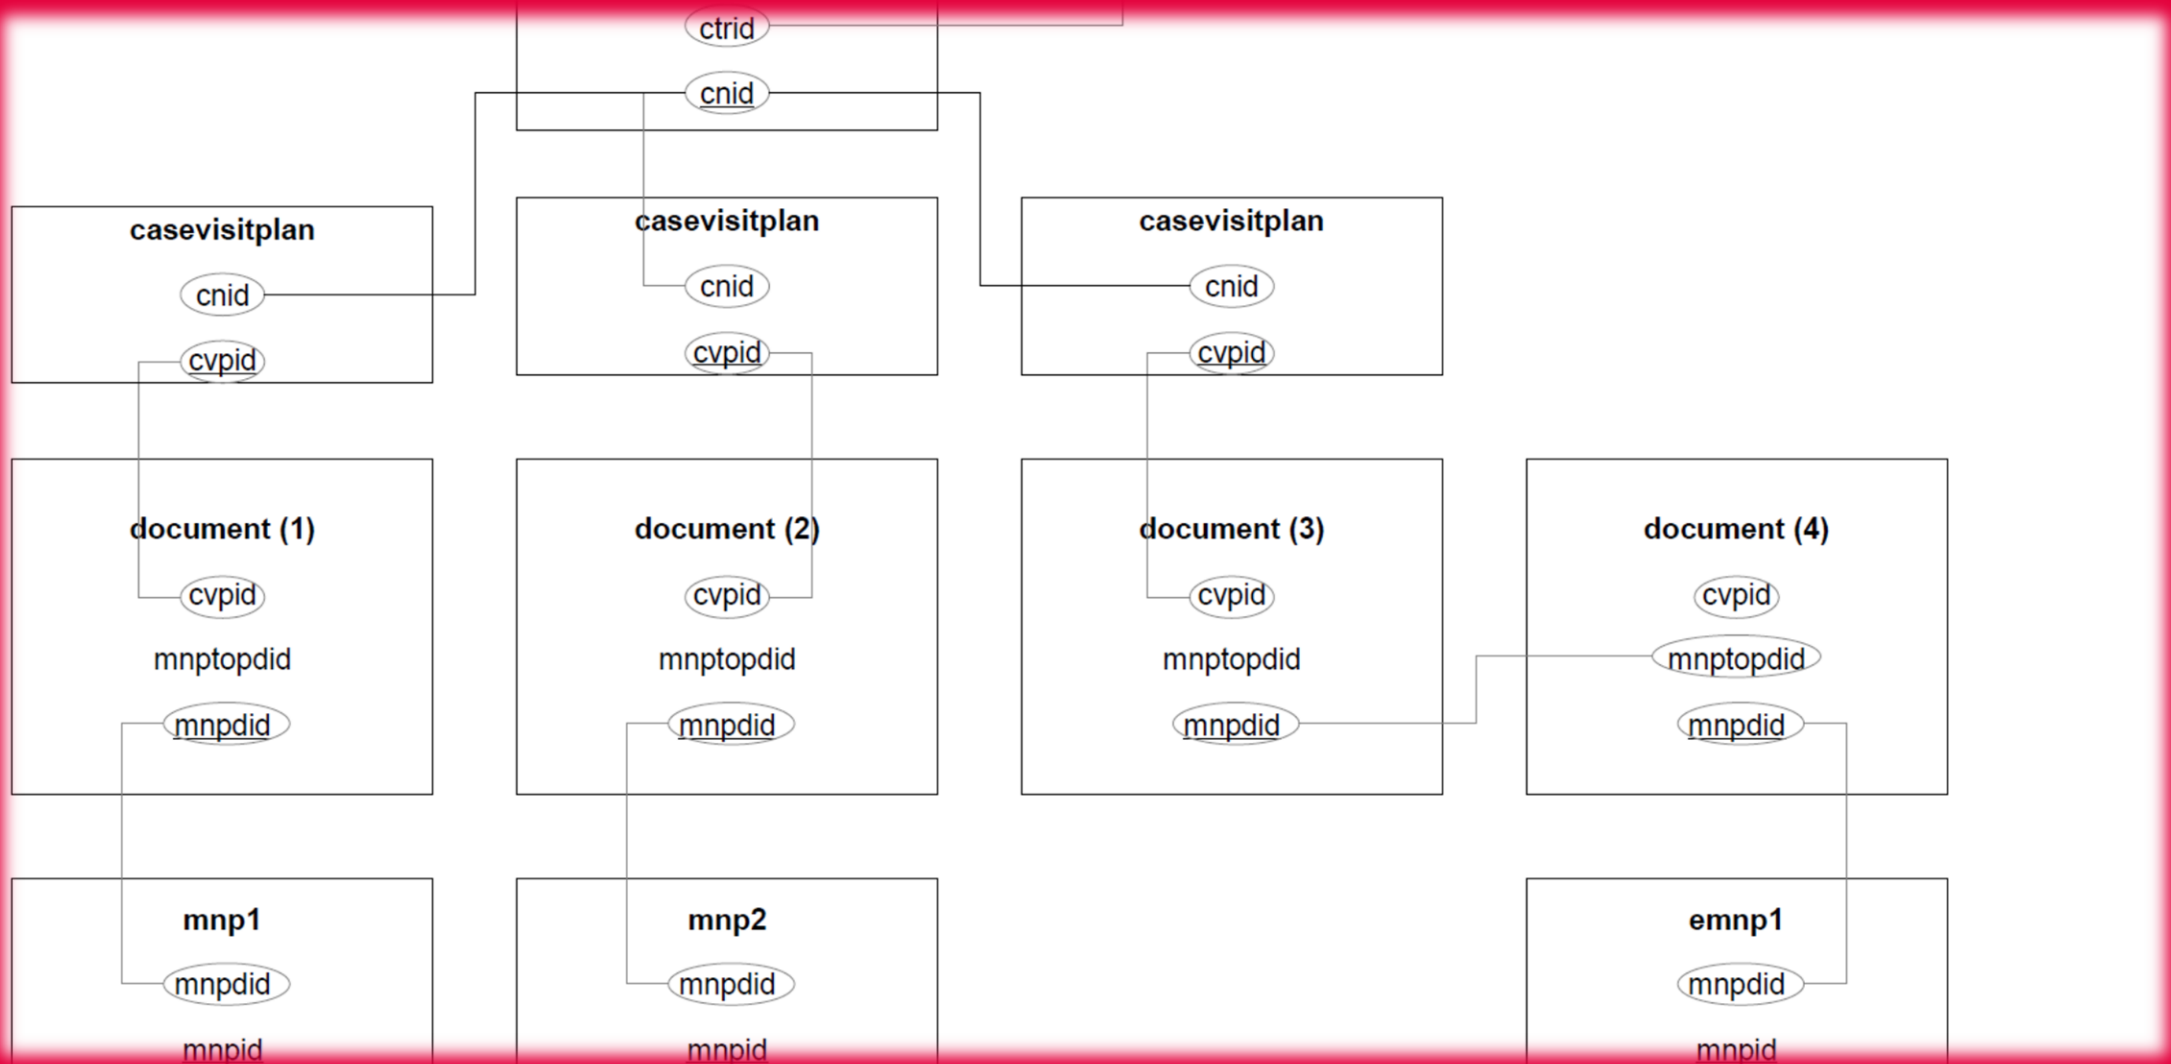 ctrid
cnid
casevisitplan
cnid
cvpid
casevisitplan
cnid
cvpid
casevisitplan
cnid
cvpid
document (1)
cvpid
mnptopdid
mnpdid
document (2)
cvpid
mnptopdid
mnpdid
document (3)
cvpid
mnptopdid
mnpdid
document (4)
cvpid
mnptopdid
mnpdid
mnp1
mnpdid
mnpid
mnp2
mnpdid
mnpid
emnp1
mnpdid
mnpid